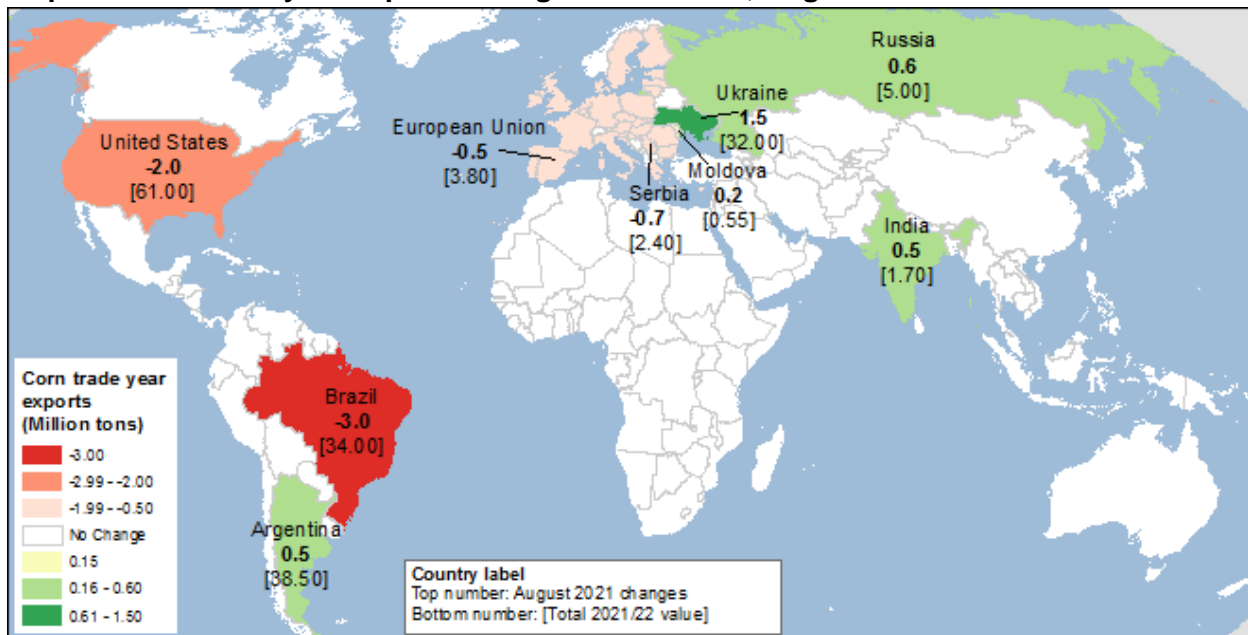 Russia
0.6
[5.00]
Ukraine
1.5
[32.00]
European Union
-0.5
[3.80]
United States
-2.0
[61.00]
Moldova
0.2
[0.55]
Serbia
-0.7
[2.40]
India
0.5
[1.70]
Brazil
-3.0
[34.00]
Argentina
0.5
[38.50]
Corn trade year
exports
(Million tons)
-3.00
-2.99 - -2.00
-1.99 - -0.50
No Change
0.15
0.16 - 0.60
0.61 - 1.50
Country label
Top number: August 2021 changes
Bottom number: [Total 2021/22 value]